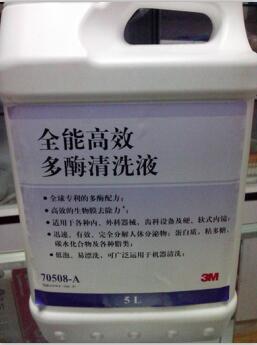 全能高效
多酶清洗液
• 全球专利的多酶配方；
• 高效的生物膜去除力*；
• 适用于各种内、外科器械、齿科设备及硬、软式内镜；
• 迅速、有效、完全分解人体分泌物：蛋白质，粘多糖，
碳水化合物及各种脂类；
• 低泡、易漂洗，可广泛运用于机器清洗；
70508-A
3M
5 L